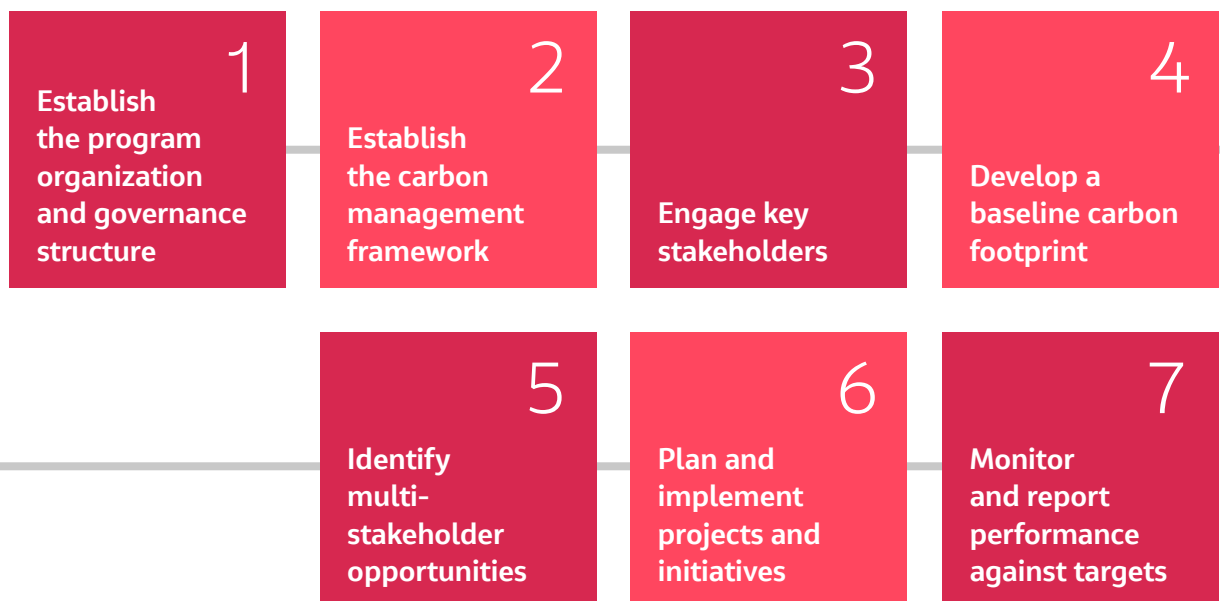 1
Establish
the program
organization
and governance
structure
2
Establish
the carbon
management
framework
3
Engage key
stakeholders
4
Develop a
baseline carbon
footprint
5
Identify
multi-
stakeholder
opportunities
6
Plan and
implement
projects and
initiatives
7
Monitor
and report
performance
against targets